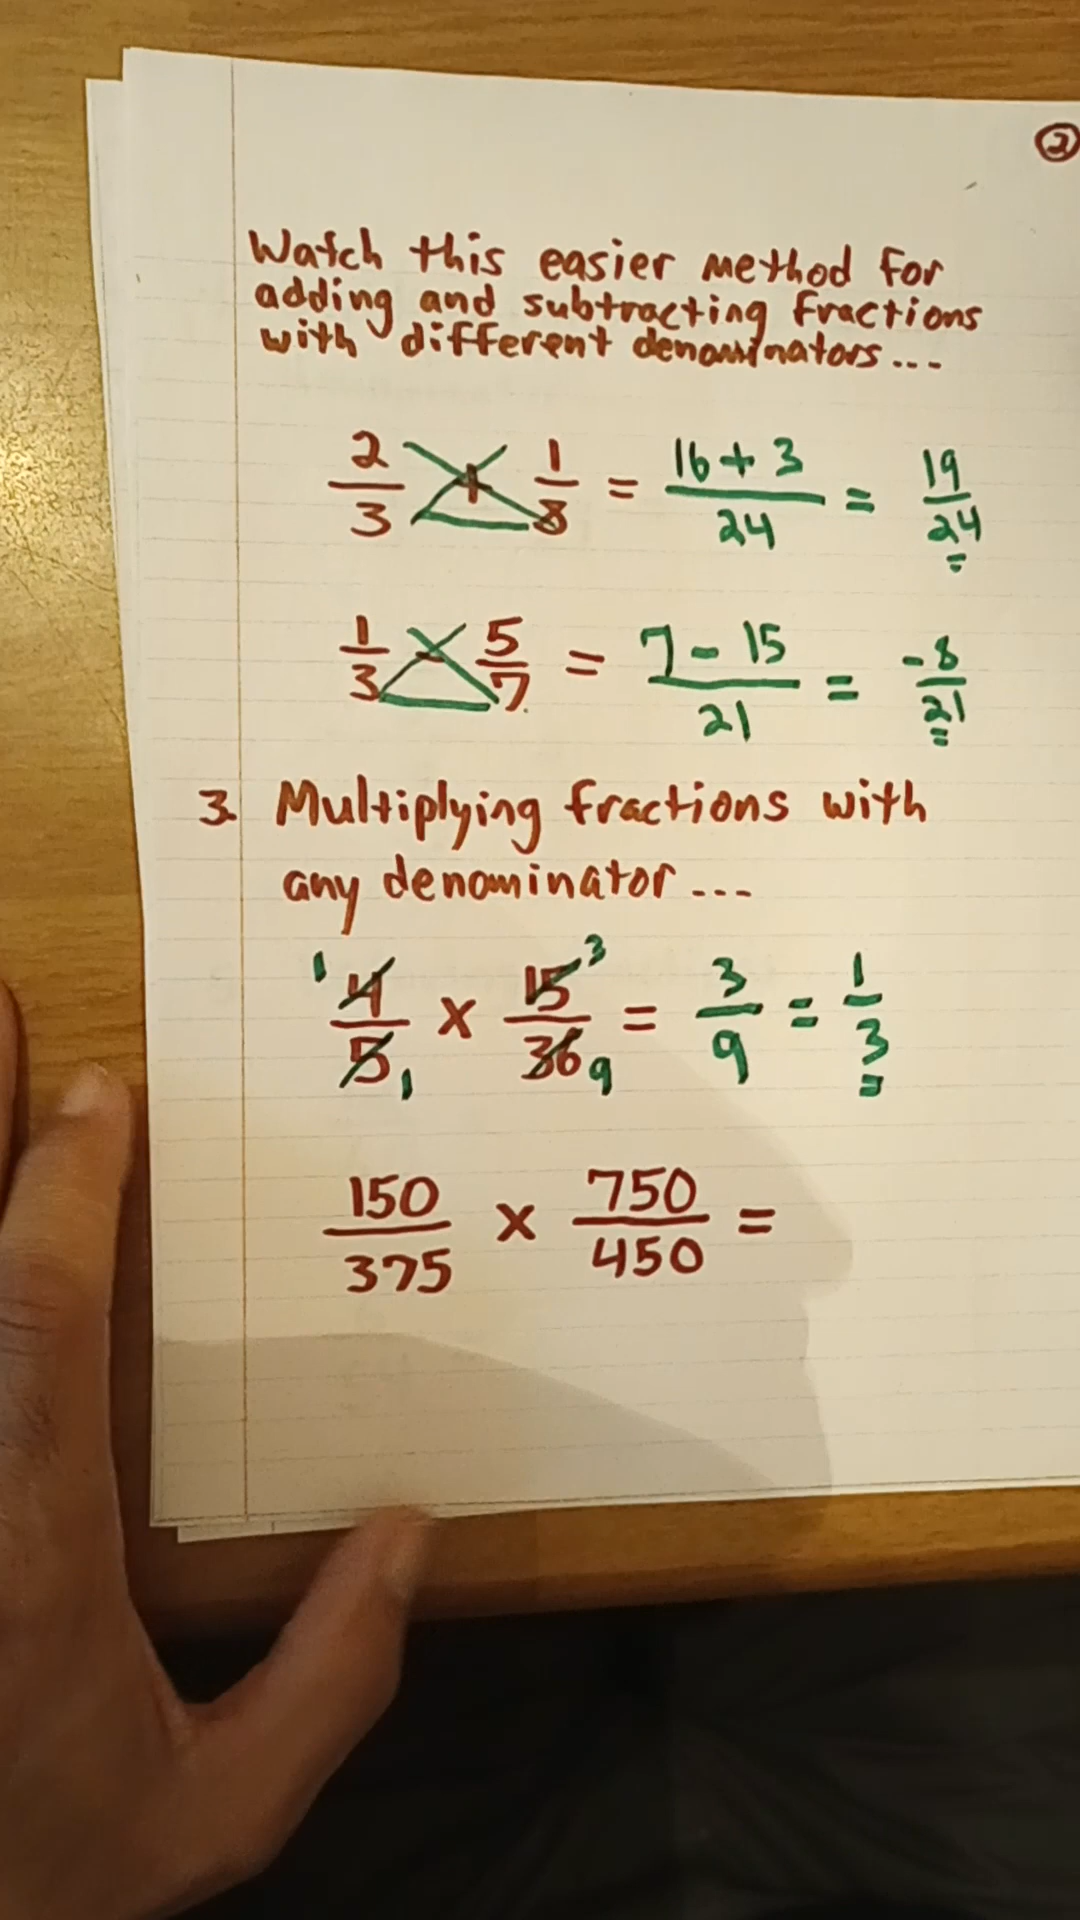 ②
Watch this easier method for
adding and subtracting fractions
with different denominators...
2/3 + 1/8 = 16 + 3/24 = 19/24
1/3 - 5/7 = 7 - 15/21 = -8/21
3. Multiplying fractions with
any denominator...
1 4/5 1 × 15 3/36 9 = 3/9 = 1/3
150/375 × 750/450 =